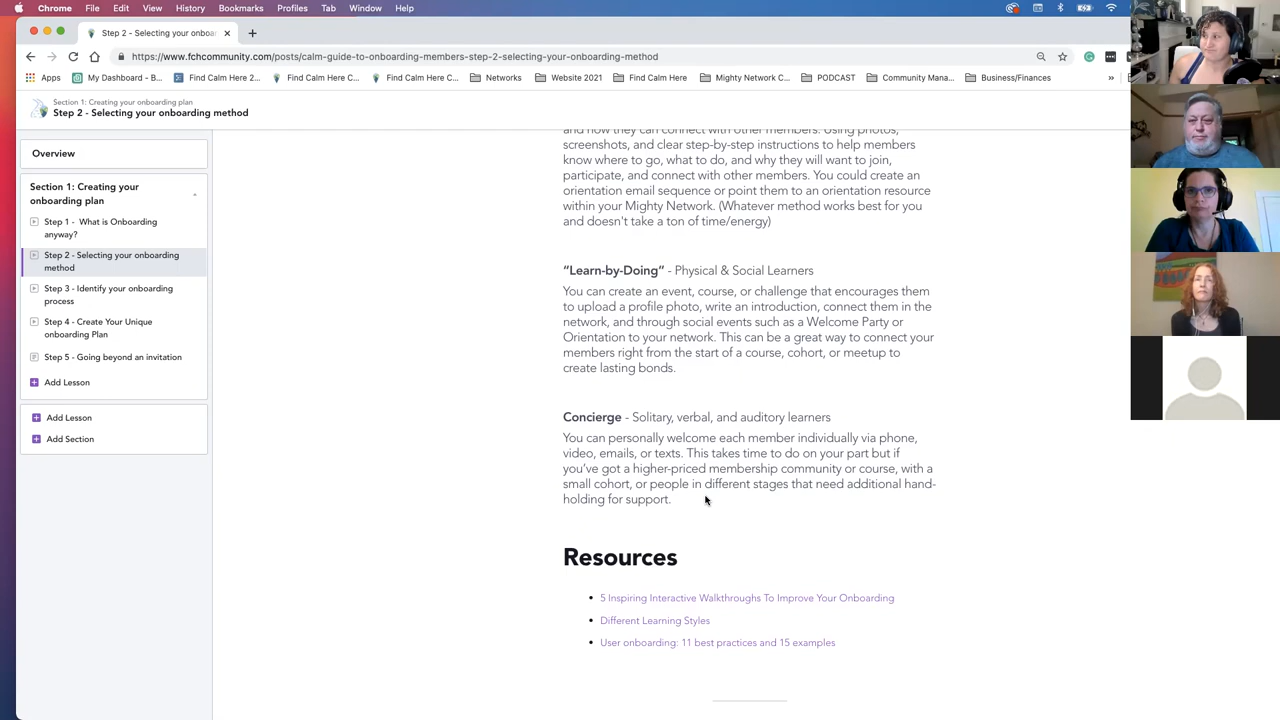 Chrome File Edit View History Bookmarks Profiles Tab Window Help
Step 2 - Selecting your onboar
https://www.fchcommunity.com/posts/calm-guide-to-onboarding-members-step-2-selecting-your-onboarding-method
Apps My Dashboard - B... Find Calm Here 2... Find Calm Here C... Find Calm Here C... Networks Website 2021 Find Calm Here Mighty Network C... PODCAST Community Mana... Business/Finances »
Section 1: Creating your onboarding plan
Step 2 - Selecting your onboarding method
Overview
Section 1: Creating your
onboarding plan
Step 1 - What is Onboarding
anyway?
Step 2 - Selecting your onboarding
method
Step 3 - Identify your onboarding
process
Step 4 - Create Your Unique
onboarding Plan
Step 5 - Going beyond an invitation
Add Lesson
Add Lesson
Add Section
and how they can connect with other members. Using photos,
screenshots, and clear step-by-step instructions to help members
know where to go, what to do, and why they will want to join,
participate, and connect with other members. You could create an
orientation email sequence or point them to an orientation resource
within your Mighty Network. (Whatever method works best for you
and doesn't take a ton of time/energy)
“Learn-by-Doing” - Physical & Social Learners
You can create an event, course, or challenge that encourages them
to upload a profile photo, write an introduction, connect them in the
network, and through social events such as a Welcome Party or
Orientation to your network. This can be a great way to connect your
members right from the start of a course, cohort, or meetup to
create lasting bonds.
Concierge - Solitary, verbal, and auditory learners
You can personally welcome each member individually via phone,
video, emails, or texts. This takes time to do on your part but if
you’ve got a higher-priced membership community or course, with a
small cohort, or people in different stages that need additional hand-
holding for support.
Resources
5 Inspiring Interactive Walkthroughs To Improve Your Onboarding
Different Learning Styles
User onboarding: 11 best practices and 15 examples